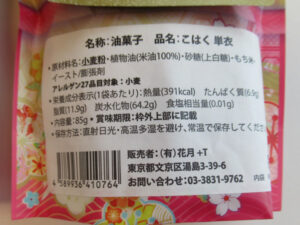 名称:油菓子　品名:こはく 単衣
・原材料名:小麦粉・植物油(米油100%)・砂糖(上白糖)・もち米・
イースト/膨張剤
アレルゲン27品目対象:小麦
・栄養成分表示(1袋あたり):熱量(391kcal) たんぱく質(6.9g)
脂質(11.9g) 炭水化物(64.2g) 食塩相当量(0.01g)
・内容量:85g ＊賞味期限:枠外上部に記載
・保存方法:直射日光・高温多湿を避け、常温で保存してください
販売者:(有)花月 +T
東京都文京区湯島3-39-6
お問い合わせ:03-3831-9762
4 589936 410764